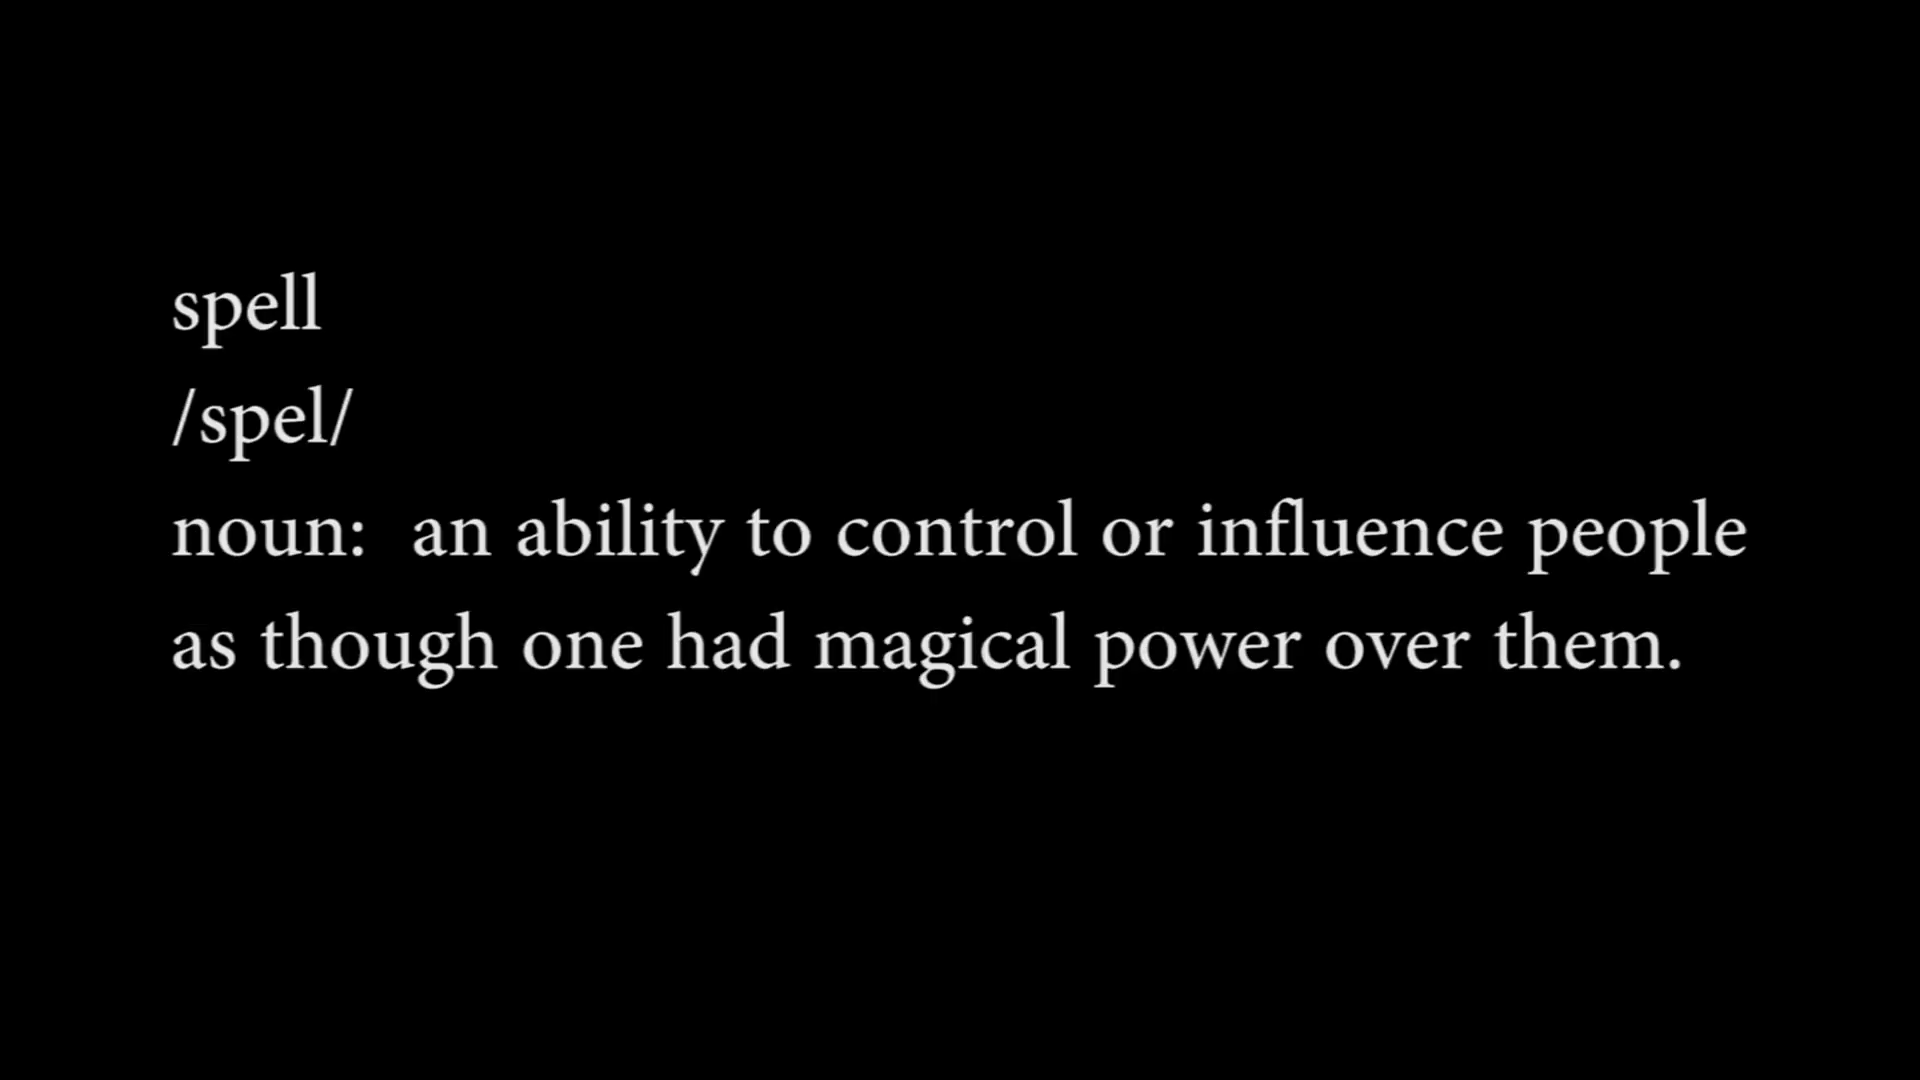 spell
/spel/
noun:  an ability to control or influence people
as though one had magical power over them.